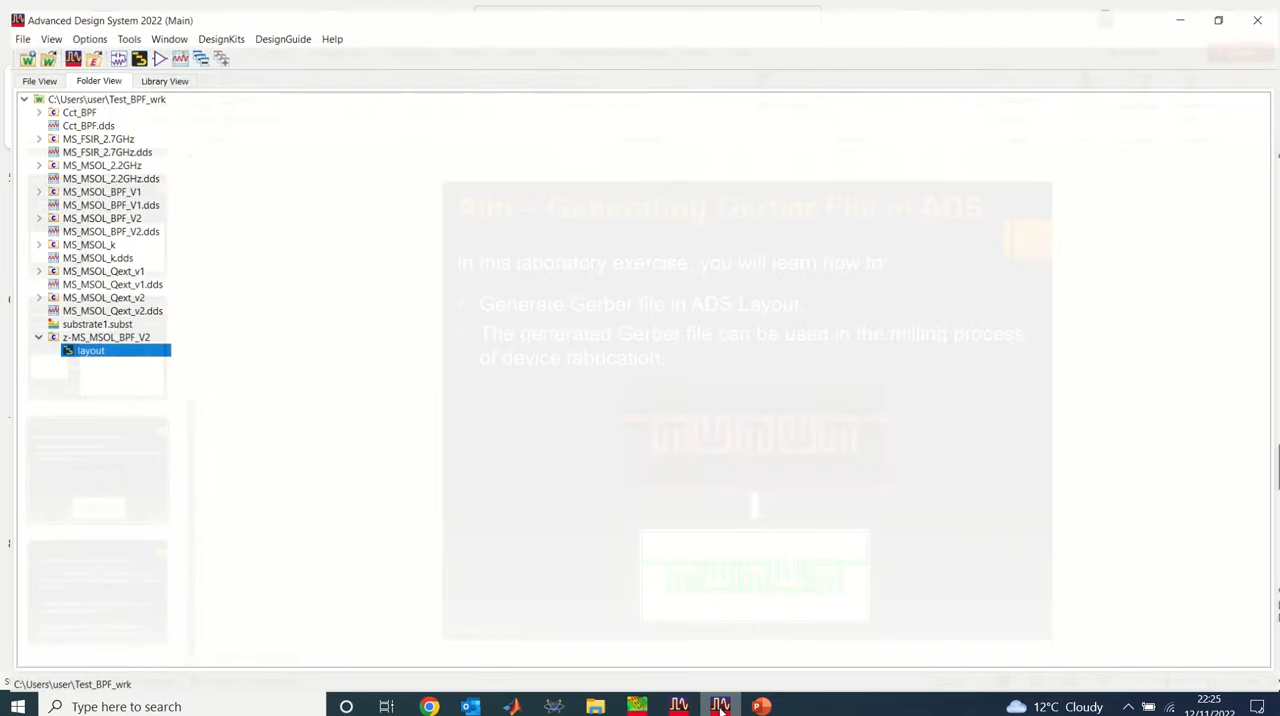 Advanced Design System 2022 (Main)
File View Options Tools Window DesignKits DesignGuide Help
File View Folder View Library View
C:\Users\user\Test_BPF_wrk
Cct_BPF
Cct_BPF.dds
MS_FSIR_2.7GHz
MS_FSIR_2.7GHz.dds
MS_MSOL_2.2GHz
MS_MSOL_2.2GHz.dds
MS_MSOL_BPF_V1
MS_MSOL_BPF_V1.dds
MS_MSOL_BPF_V2
MS_MSOL_BPF_V2.dds
MS_MSOL_k
MS_MSOL_k.dds
MS_MSOL_Qext_v1
MS_MSOL_Qext_v1.dds
MS_MSOL_Qext_v2
MS_MSOL_Qext_v2.dds
substrate1.subst
z-MS_MSOL_BPF_V2
layout
Aim – Generating Gerber File in ADS
In this laboratory exercise, you will learn how to:
• Generate Gerber file in ADS Layout.
• The generated Gerber file can be used in the milling process
of device fabrication.
C:\Users\user\Test_BPF_wrk
Type here to search
12°C Cloudy
22:25
12/11/2022